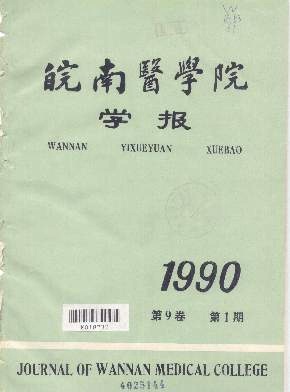 皖南醫學院
学报
WANNAN YIXUEYUAN XUEBAO
1990
第9卷 第1期
JOURNAL OF WANNAN MEDICAL COLLEGE
4025144